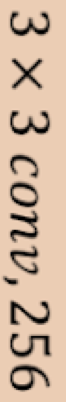 3 × 3 conv, 256